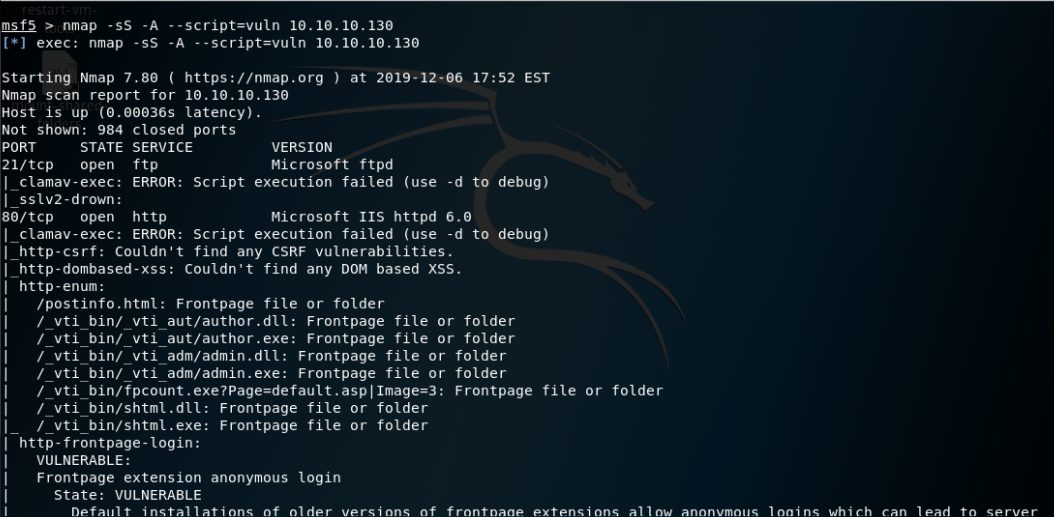 restart-vm-
msf5 > nmap -sS -A --script=vuln 10.10.10.130
[*] exec: nmap -sS -A --script=vuln 10.10.10.130
Starting Nmap 7.80 ( https://nmap.org ) at 2019-12-06 17:52 EST
Nmap scan report for 10.10.10.130
Host is up (0.00036s latency).
Not shown: 984 closed ports
PORT     STATE SERVICE       VERSION
21/tcp   open  ftp           Microsoft ftpd
|_clamav-exec: ERROR: Script execution failed (use -d to debug)
|_sslv2-drown:
80/tcp   open  http          Microsoft IIS httpd 6.0
|_clamav-exec: ERROR: Script execution failed (use -d to debug)
|_http-csrf: Couldn't find any CSRF vulnerabilities.
|_http-dombased-xss: Couldn't find any DOM based XSS.
| http-enum:
|   /postinfo.html: Frontpage file or folder
|   /_vti_bin/_vti_aut/author.dll: Frontpage file or folder
|   /_vti_bin/_vti_aut/author.exe: Frontpage file or folder
|   /_vti_bin/_vti_adm/admin.dll: Frontpage file or folder
|   /_vti_bin/_vti_adm/admin.exe: Frontpage file or folder
|   /_vti_bin/fpcount.exe?Page=default.asp|Image=3: Frontpage file or folder
|   /_vti_bin/shtml.dll: Frontpage file or folder
|_  /_vti_bin/shtml.exe: Frontpage file or folder
| http-frontpage-login:
|   VULNERABLE:
|   Frontpage extension anonymous login
|     State: VULNERABLE
|       Default installations of older versions of frontpage extensions allow anonymous logins which can lead to server